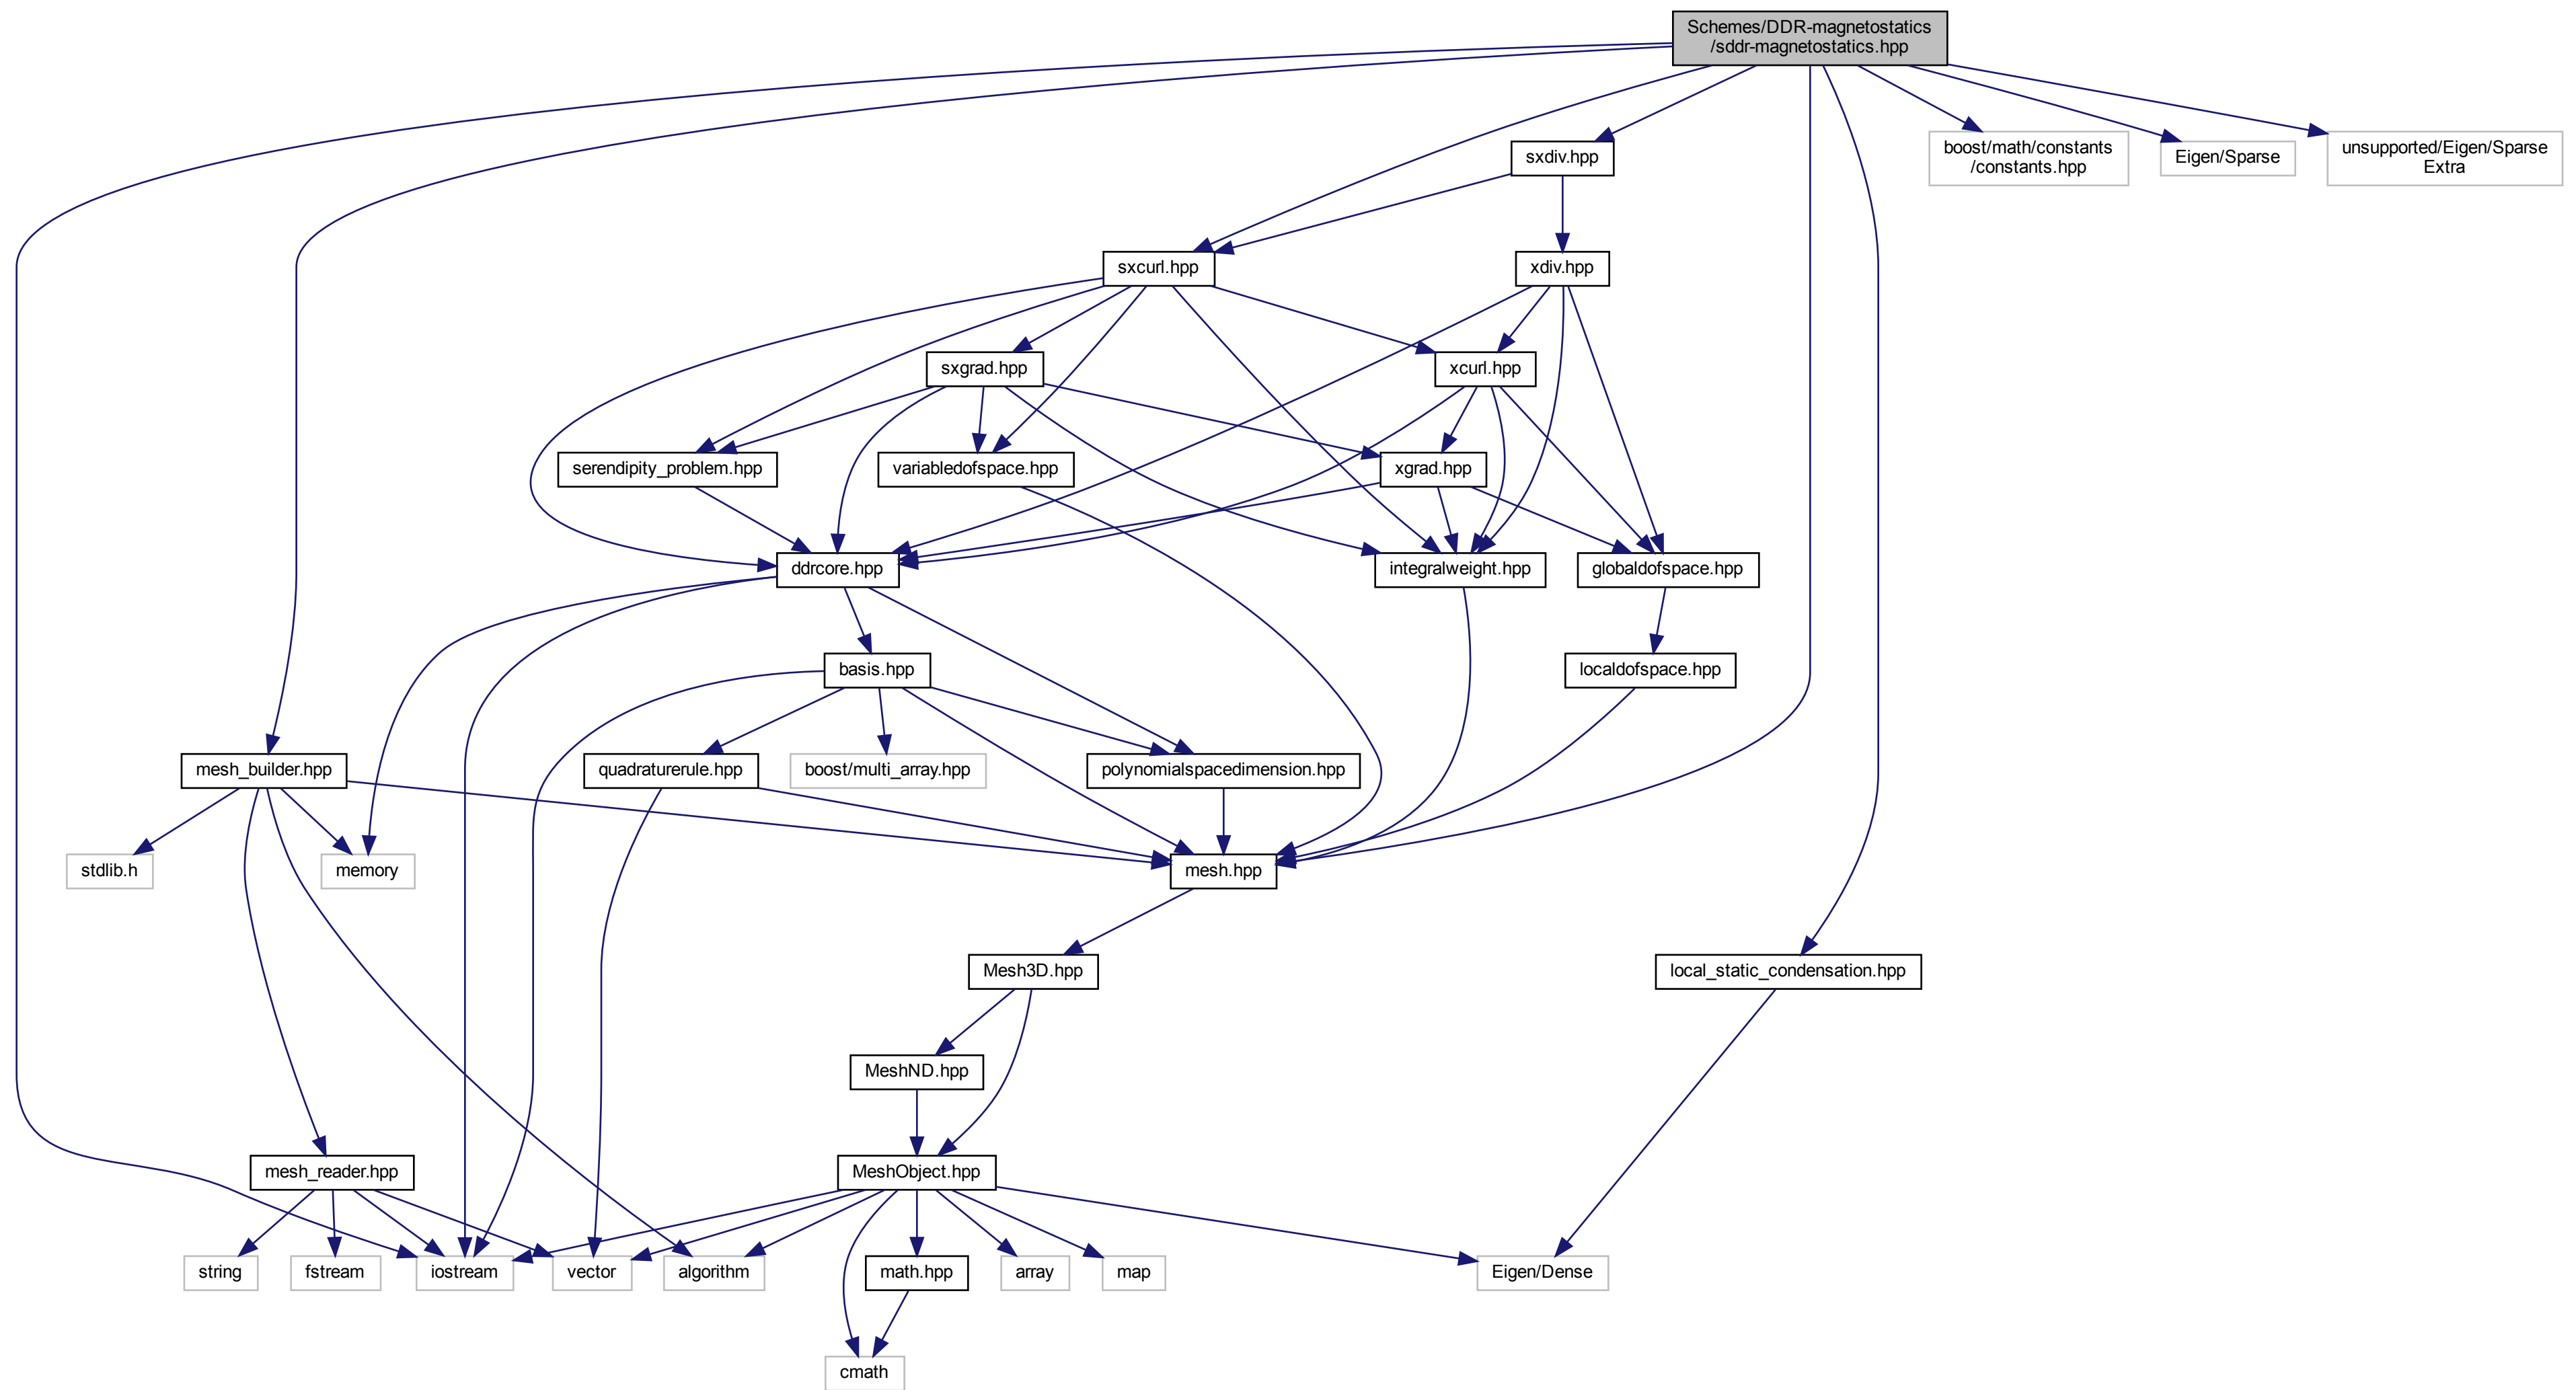 Schemes/DDR-magnetostatics
/sddr-magnetostatics.hpp
sxdiv.hpp
boost/math/constants
/constants.hpp
Eigen/Sparse
unsupported/Eigen/Sparse
Extra
sxcurl.hpp
xdiv.hpp
sxgrad.hpp
xcurl.hpp
serendipity_problem.hpp
variabledofspace.hpp
xgrad.hpp
ddrcore.hpp
integralweight.hpp
globaldofspace.hpp
basis.hpp
localdofspace.hpp
mesh_builder.hpp
quadraturerule.hpp
boost/multi_array.hpp
polynomialspacedimension.hpp
stdlib.h
memory
mesh.hpp
Mesh3D.hpp
local_static_condensation.hpp
MeshND.hpp
mesh_reader.hpp
MeshObject.hpp
string
fstream
iostream
vector
algorithm
math.hpp
array
map
Eigen/Dense
cmath